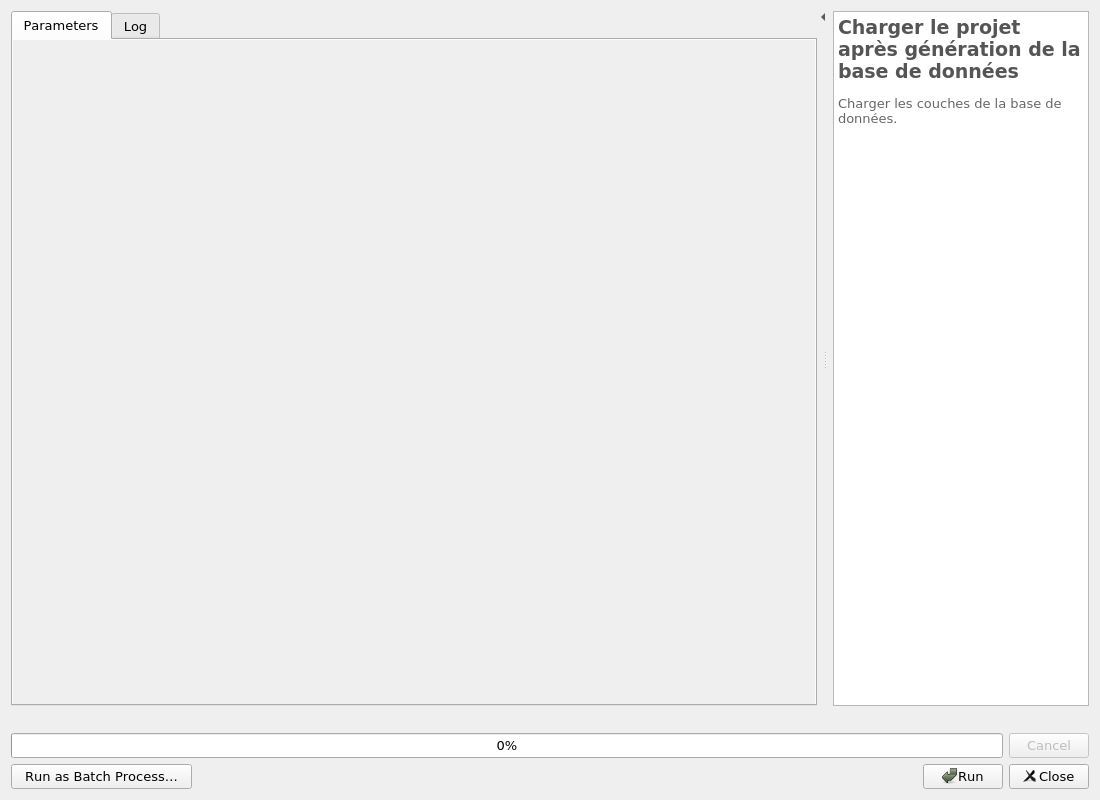 Parameters
Log
Charger le projet
après génération de la
base de données
Charger les couches de la base de
données.
0%
Cancel
Run as Batch Process…
Run
Close